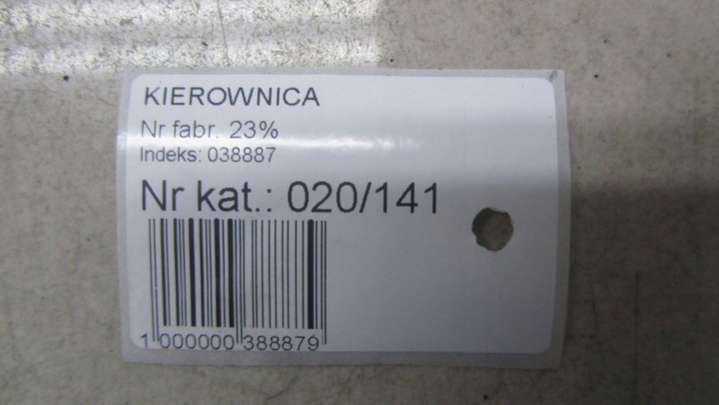 KIEROWNICA
Nr fabr. 23%
Indeks: 038887
Nr kat.: 020/141
1 000000 388879